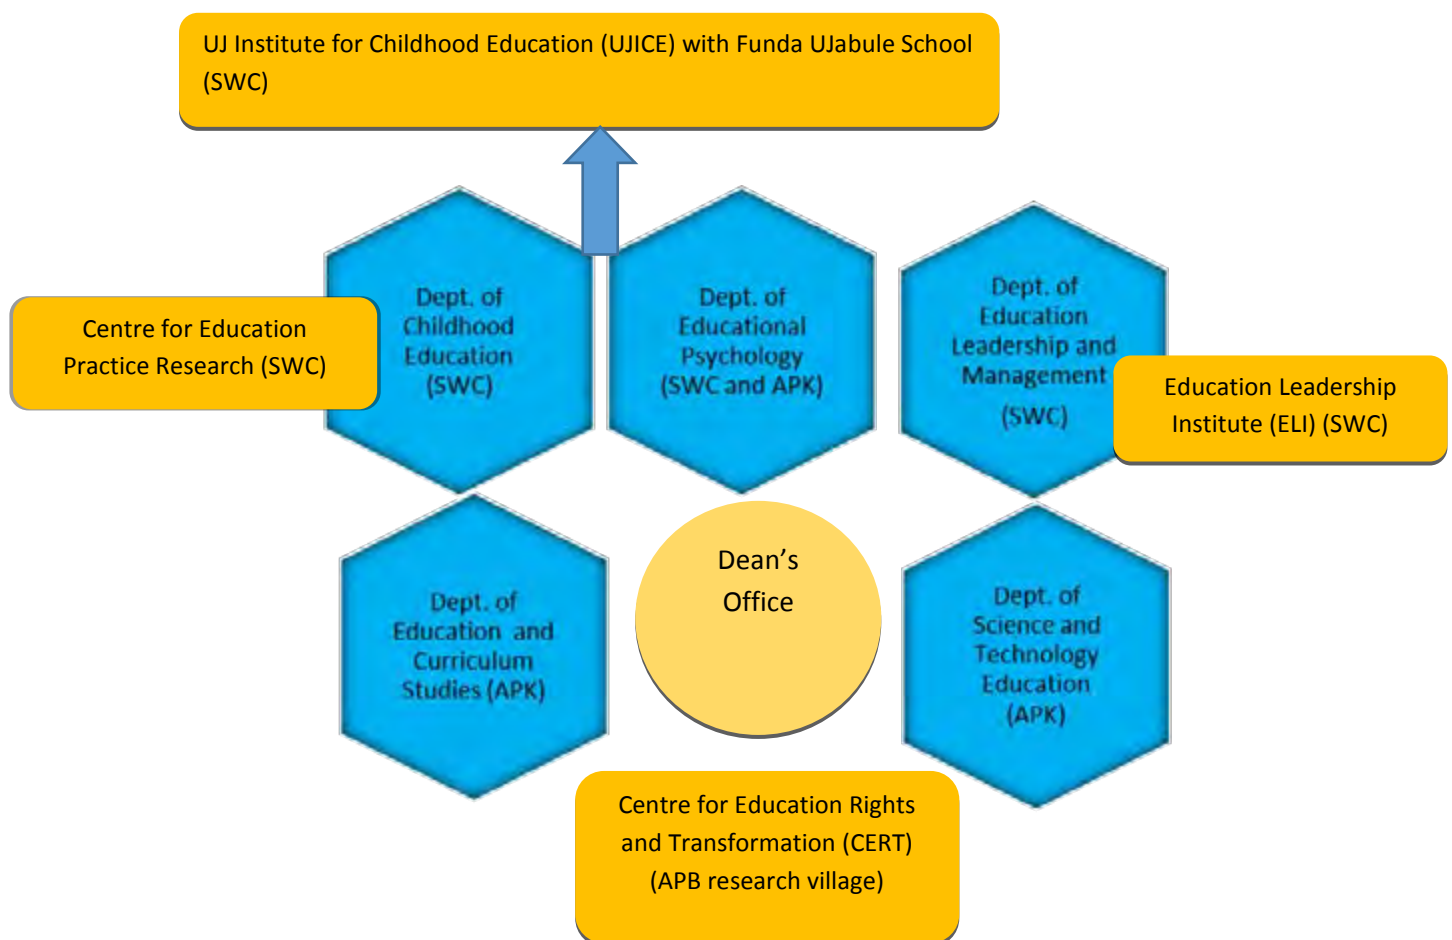 UJ Institute for Childhood Education (UJICE) with Funda UJabule School
(SWC)
Centre for Education
Practice Research (SWC)
Dept. of
Childhood
Education
(SWC)
Dept. of
Educational
Psychology
(SWC and APK)
Dept. of
Education
Leadership and
Management
(SWC)
Education Leadership
Institute (ELI) (SWC)
Dept. of
Education and
Curriculum
Studies (APK)
Dean’s
Office
Dept. of
Science and
Technology
Education
(APK)
Centre for Education Rights
and Transformation (CERT)
(APB research village)